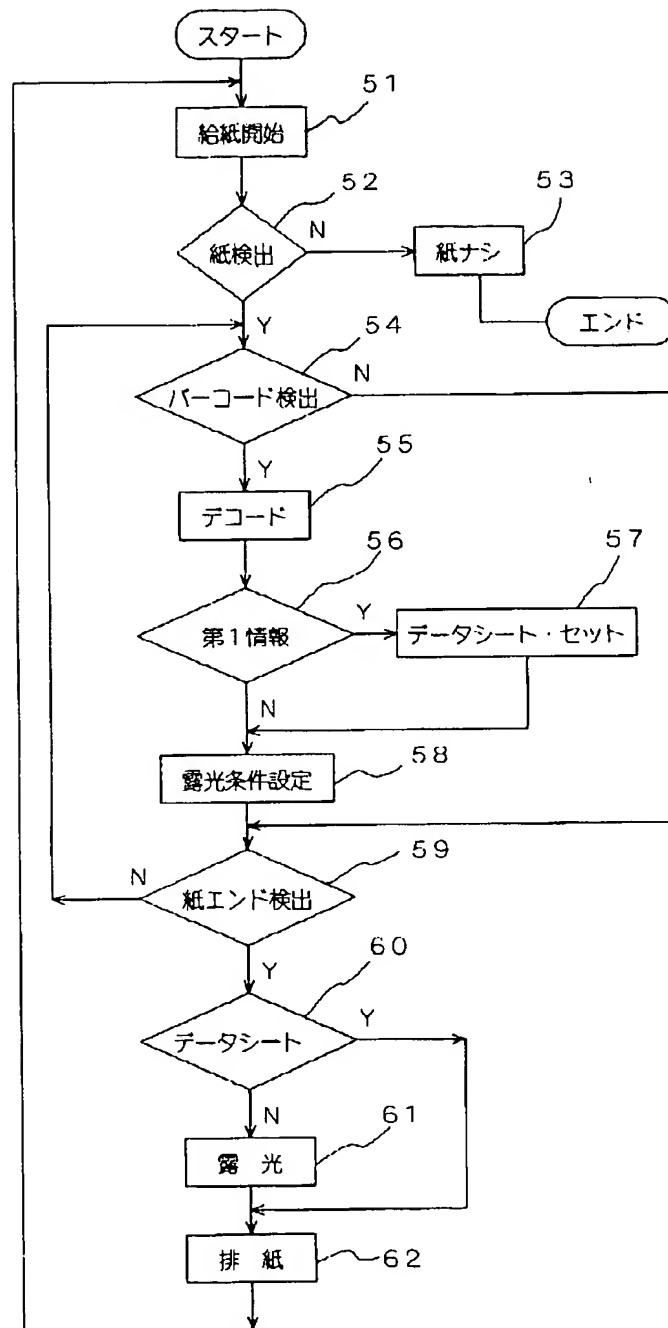 スタート
51
給紙開始
52
紙検出
N
53
紙ナシ
エンド
Y
54
バーコード検出
N
Y
55
デコード
56
第1情報
Y
57
データシート・セット
N
58
露光条件設定
59
紙エンド検出
N
Y
60
データシート
Y
N
61
露 光
62
排 紙